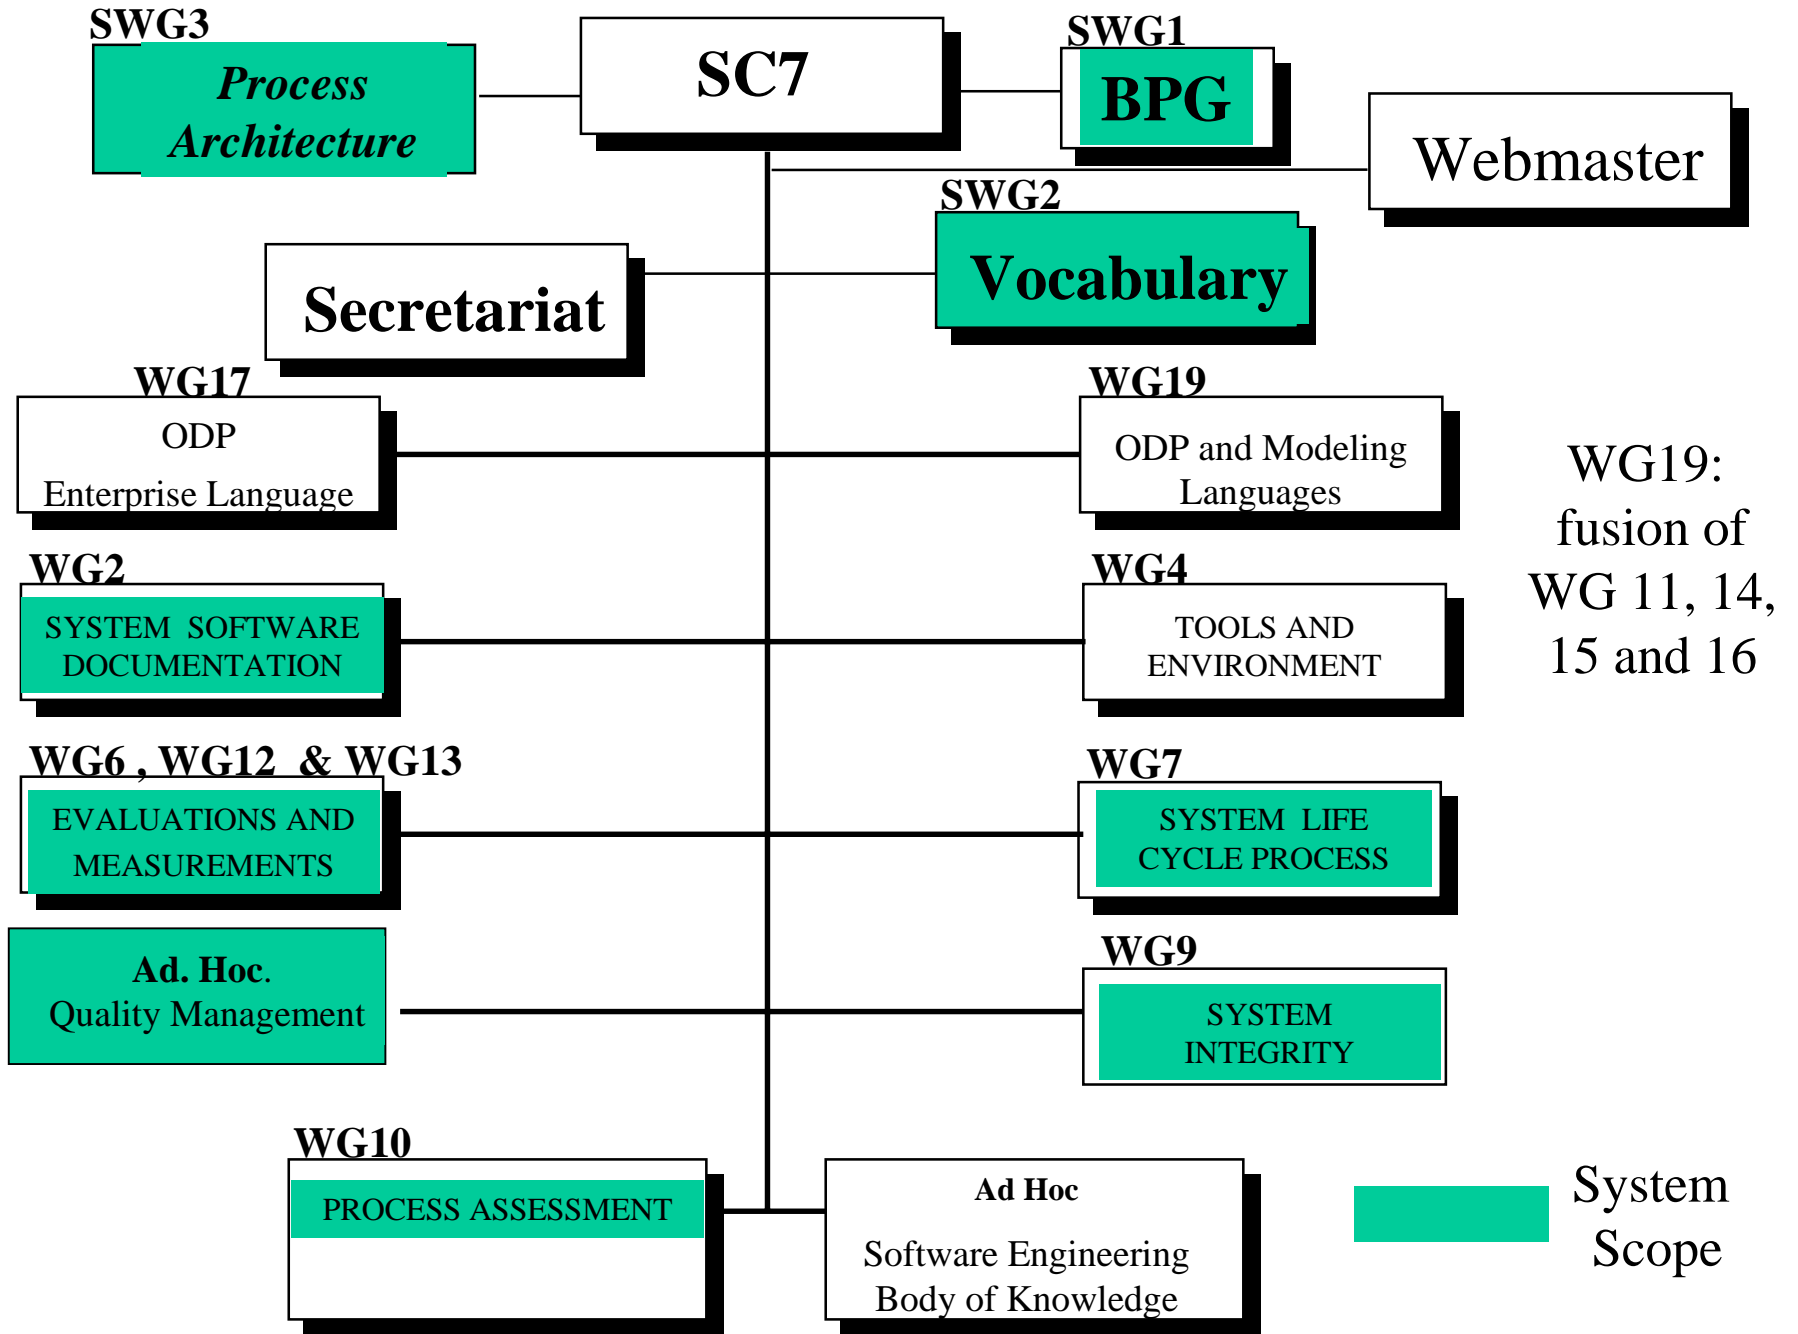 SWG3
Process
Architecture
SC7
SWG1
BPG
Webmaster
SWG2
Vocabulary
Secretariat
WG17
ODP
Enterprise Language
WG19
ODP and Modeling
Languages
WG19:
fusion of
WG 11, 14,
15 and 16
WG2
SYSTEM SOFTWARE
DOCUMENTATION
WG4
TOOLS AND
ENVIRONMENT
WG6 , WG12 & WG13
EVALUATIONS AND
MEASUREMENTS
WG7
SYSTEM LIFE
CYCLE PROCESS
Ad. Hoc.
Quality Management
WG9
SYSTEM
INTEGRITY
WG10
PROCESS ASSESSMENT
Ad Hoc
Software Engineering
Body of Knowledge
System
Scope